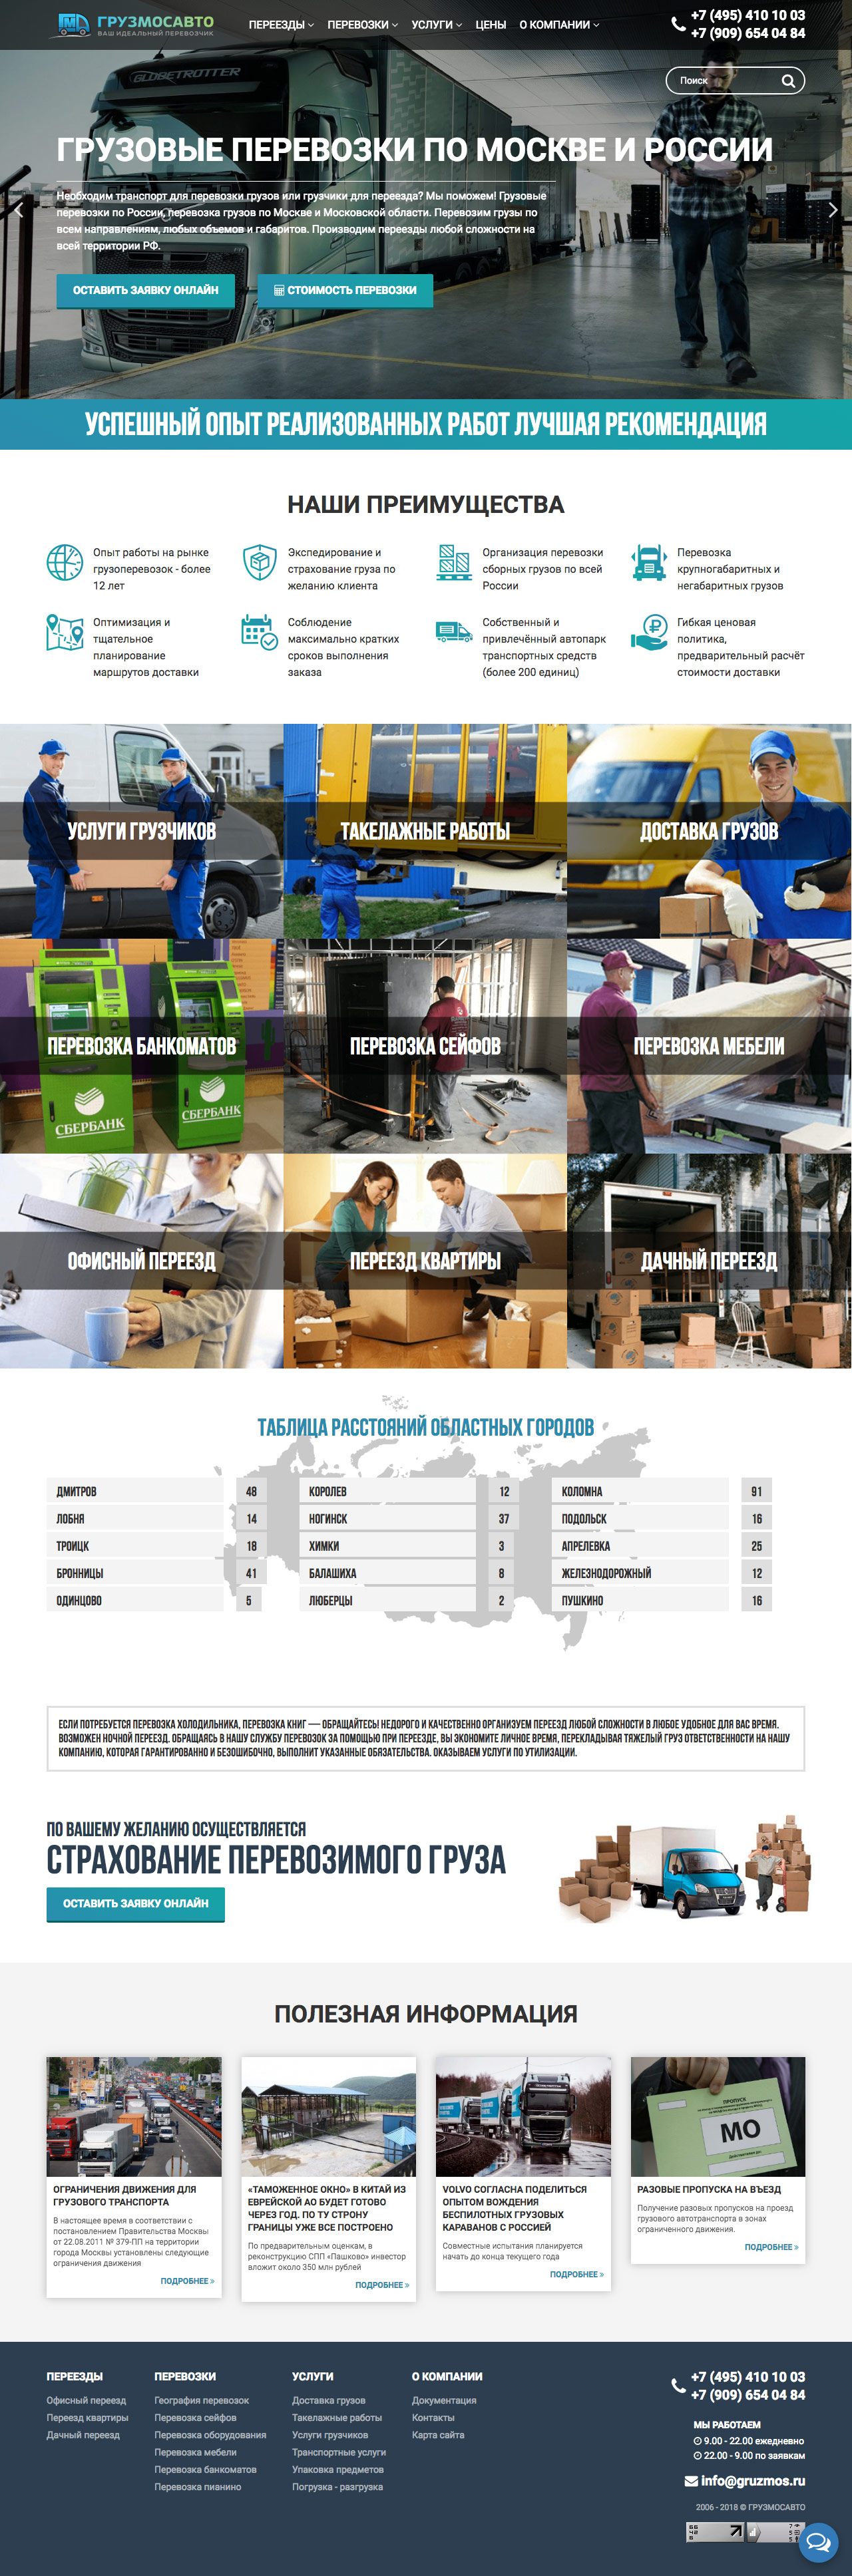 ГРУЗМОСАВТО
ВАШ ИДЕАЛЬНЫЙ ПЕРЕВОЗЧИК
ПЕРЕЕЗДЫ ПЕРЕВОЗКИ УСЛУГИ ЦЕНЫ О КОМПАНИИ
+7 (495) 410 10 03
+7 (909) 654 04 84
Поиск
GLOBETROTTER
ГРУЗОВЫЕ ПЕРЕВОЗКИ ПО МОСКВЕ И РОССИИ
Необходим транспорт для перевозки грузов или грузчики для переезда? Мы поможем! Грузовые
перевозки по России, перевозка грузов по Москве и Московской области. Перевозим грузы по
всем направлениям, любых объемов и габаритов. Производим переезды любой сложности на
всей территории РФ.
ОСТАВИТЬ ЗАЯВКУ ОНЛАЙН
СТОИМОСТЬ ПЕРЕВОЗКИ
УСПЕШНЫЙ ОПЫТ РЕАЛИЗОВАННЫХ РАБОТ ЛУЧШАЯ РЕКОМЕНДАЦИЯ
НАШИ ПРЕИМУЩЕСТВА
Опыт работы на рынке
грузоперевозок - более
12 лет
Экспедирование и
страхование груза по
желанию клиента
Организация перевозки
сборных грузов по всей
России
Перевозка
крупногабаритных и
негабаритных грузов
Оптимизация и
тщательное
планирование
маршрутов доставки
Соблюдение
максимально кратких
сроков выполнения
заказа
Собственный и
привлечённый автопарк
транспортных средств
(более 200 единиц)
Гибкая ценовая
политика,
предварительный расчёт
стоимости доставки
УСЛУГИ ГРУЗЧИКОВ
ТАКЕЛАЖНЫЕ РАБОТЫ
ДОСТАВКА ГРУЗОВ
ПЕРЕВОЗКА БАНКОМАТОВ
СБЕРБАНК
СБЕРБАНК
ПЕРЕВОЗКА СЕЙФОВ
ПЕРЕВОЗКА МЕБЕЛИ
ОФИСНЫЙ ПЕРЕЕЗД
ПЕРЕЕЗД КВАРТИРЫ
ДАЧНЫЙ ПЕРЕЕЗД
ТАБЛИЦА РАССТОЯНИЙ ОБЛАСТНЫХ ГОРОДОВ
ДМИТРОВ 48 КОРОЛЕВ 12 КОЛОМНА 91
ЛОБНЯ 14 НОГИНСК 37 ПОДОЛЬСК 16
ТРОИЦК 18 ХИМКИ 3 АПРЕЛЕВКА 25
БРОННИЦЫ 41 БАЛАШИХА 8 ЖЕЛЕЗНОДОРОЖНЫЙ 12
ОДИНЦОВО 5 ЛЮБЕРЦЫ 2 ПУШКИНО 16
ЕСЛИ ПОТРЕБУЕТСЯ ПЕРЕВОЗКА ХОЛОДИЛЬНИКА, ПЕРЕВОЗКА КНИГ — ОБРАЩАЙТЕСЬ! НЕДОРОГО И КАЧЕСТВЕННО ОРГАНИЗУЕМ ПЕРЕЕЗД ЛЮБОЙ СЛОЖНОСТИ В ЛЮБОЕ УДОБНОЕ ДЛЯ ВАС ВРЕМЯ.
ВОЗМОЖЕН НОЧНОЙ ПЕРЕЕЗД. ОБРАЩАЯСЬ В НАШУ СЛУЖБУ ПЕРЕВОЗОК ЗА ПОМОЩЬЮ ПРИ ПЕРЕЕЗДЕ, ВЫ ЭКОНОМИТЕ ЛИЧНОЕ ВРЕМЯ, ПЕРЕКЛАДЫВАЯ ТЯЖЕЛЫЙ ГРУЗ ОТВЕТСТВЕННОСТИ НА НАШУ
КОМПАНИЮ, КОТОРАЯ ГАРАНТИРОВАННО И БЕЗОШИБОЧНО, ВЫПОЛНИТ УКАЗАННЫЕ ОБЯЗАТЕЛЬСТВА. ОКАЗЫВАЕМ УСЛУГИ ПО УТИЛИЗАЦИИ.
ПО ВАШЕМУ ЖЕЛАНИЮ ОСУЩЕСТВЛЯЕТСЯ
СТРАХОВАНИЕ ПЕРЕВОЗИМОГО ГРУЗА
ОСТАВИТЬ ЗАЯВКУ ОНЛАЙН
ПОЛЕЗНАЯ ИНФОРМАЦИЯ
ОГРАНИЧЕНИЯ ДВИЖЕНИЯ ДЛЯ
ГРУЗОВОГО ТРАНСПОРТА
В настоящее время в соответствии с
постановлением Правительства Москвы
от 22.08.2011 № 379-ПП на территории
города Москвы установлены следующие
ограничения движения
ПОДРОБНЕЕ »
«ТАМОЖЕННОЕ ОКНО» В КИТАЙ ИЗ
ЕВРЕЙСКОЙ АО БУДЕТ ГОТОВО
ЧЕРЕЗ ГОД. ПО ТУ СТОРОНУ
ГРАНИЦЫ УЖЕ ВСЕ ПОСТРОЕНО
По предварительным оценкам, в
реконструкцию СПП «Пашково» инвестор
вложит около 350 млн рублей
ПОДРОБНЕЕ »
VOLVO СОГЛАСНА ПОДЕЛИТЬСЯ
ОПЫТОМ ВОЖДЕНИЯ
БЕСПИЛОТНЫХ ГРУЗОВЫХ
КАРАВАНОВ С РОССИЕЙ
Совместные испытания планируется
начать до конца текущего года
ПОДРОБНЕЕ »
ПРОПУСК
МО
РАЗОВЫЕ ПРОПУСКА НА ВЪЕЗД
Получение разовых пропусков на проезд
грузового автотранспорта в зонах
ограниченного движения.
ПОДРОБНЕЕ »
ПЕРЕЕЗДЫ
Офисный переезд
Переезд квартиры
Дачный переезд
ПЕРЕВОЗКИ
География перевозок
Перевозка сейфов
Перевозка оборудования
Перевозка мебели
Перевозка банкоматов
Перевозка пианино
УСЛУГИ
Доставка грузов
Такелажные работы
Услуги грузчиков
Транспортные услуги
Упаковка предметов
Погрузка - разгрузка
О КОМПАНИИ
Документация
Контакты
Карта сайта
+7 (495) 410 10 03
+7 (909) 654 04 84
МЫ РАБОТАЕМ
9.00 - 22.00 ежедневно
22.00 - 9.00 по заявкам
info@gruzmos.ru
2006 - 2018 © ГРУЗМОСАВТО